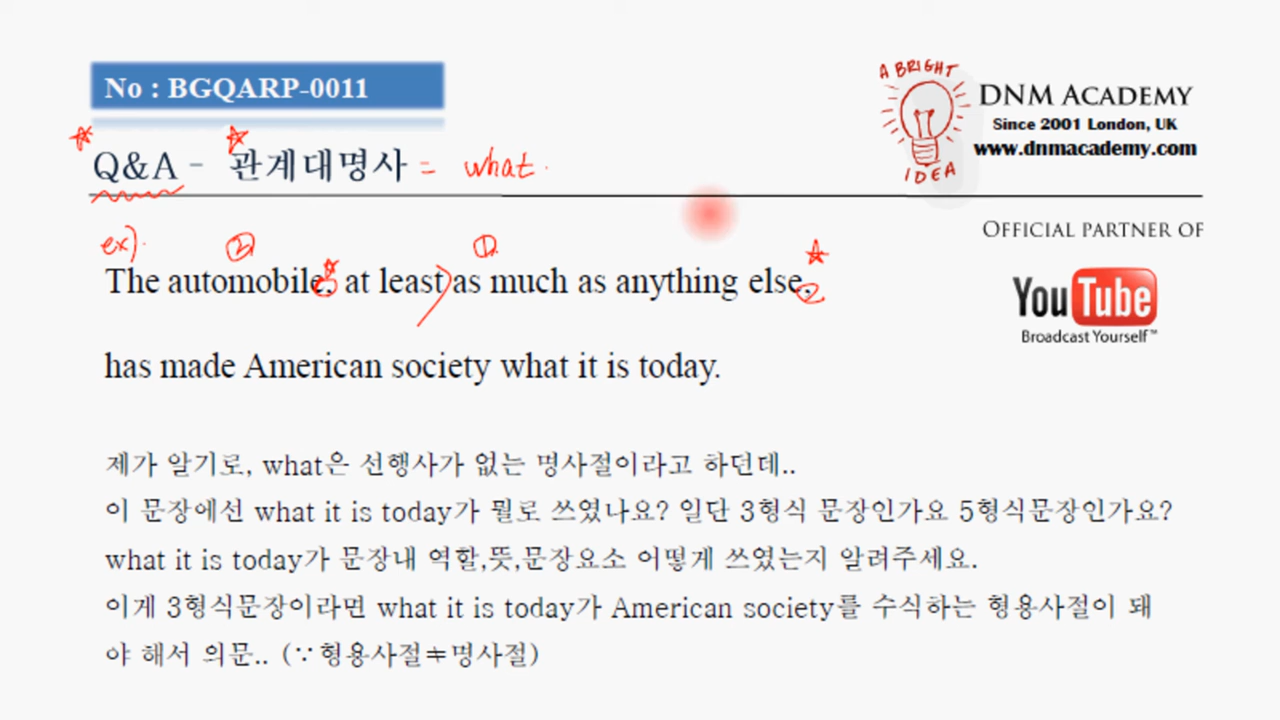 No : BGQARP-0011
A BRIGHT
IDEA
DNM ACADEMY
Since 2001 London, UK
www.dnmacademy.com
Q&A - 관계대명사 = what.
OFFICIAL PARTNER OF
YouTube
Broadcast Yourself™
ex).
② ①
The automobile, at least as much as anything else,
②
has made American society what it is today.
제가 알기로, what은 선행사가 없는 명사절이라고 하던데..
이 문장에선 what it is today가 뭘로 쓰였나요? 일단 3형식 문장인가요 5형식문장인가요?
what it is today가 문장내 역할,뜻,문장요소 어떻게 쓰였는지 알려주세요.
이게 3형식문장이라면 what it is today가 American society를 수식하는 형용사절이 돼
야 해서 의문.. (∵형용사절≠명사절)